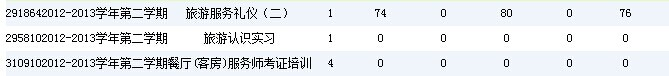 2918642012-2013学年第二学期 旅游服务礼仪（二） 1 74 0 80 0 76
2958102012-2013学年第二学期 旅游认识实习 1 0 0 0 0 0
3109102012-2013学年第二学期餐厅(客房)服务师考证培训 4 0 0 0 0 0